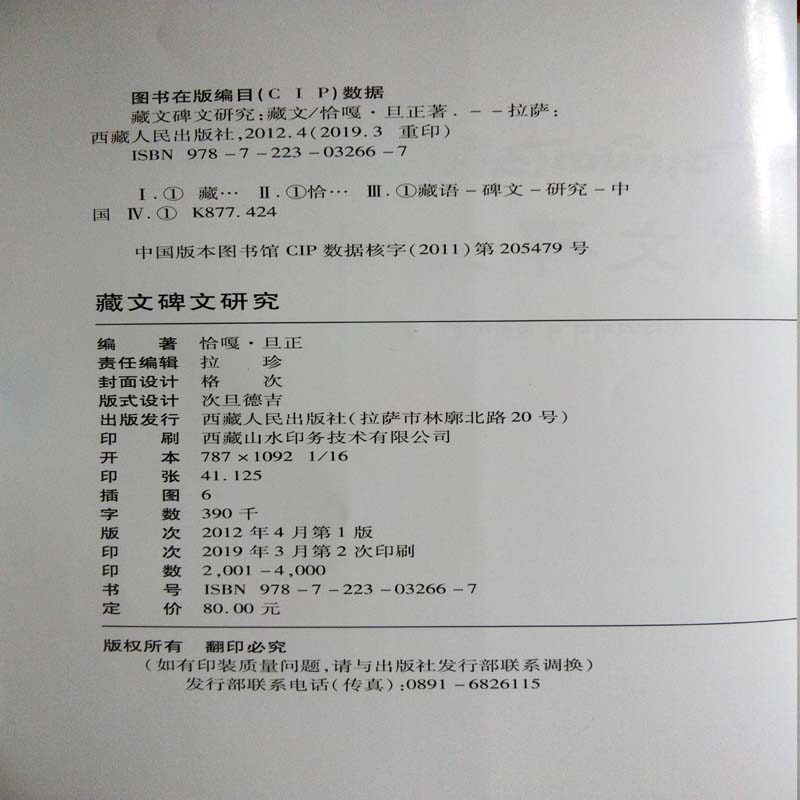 图书在版编目(CIP)数据
藏文碑文研究:藏文/恰嘎·旦正著.--拉萨:
西藏人民出版社,2012.4(2019.3 重印)
ISBN 978-7-223-03266-7
Ⅰ.① 藏… Ⅱ.①恰… Ⅲ.①藏语-碑文-研究-中
国 Ⅳ.① K877.424
中国版本图书馆 CIP 数据核字(2011)第 205479 号
藏文碑文研究
编 著 恰嘎·旦正
责任编辑 拉 珍
封面设计 格 次
版式设计 次旦德吉
出版发行 西藏人民出版社(拉萨市林廓北路 20 号)
印 刷 西藏山水印务技术有限公司
开 本 787×1092 1/16
印 张 41.125
插 图 6
字 数 390 千
版 次 2012 年 4 月第 1 版
印 次 2019 年 3 月第 2 次印刷
印 数 2,001-4,000
书 号 ISBN 978-7-223-03266-7
定 价 80.00 元
版权所有 翻印必究
(如有印装质量问题,请与出版社发行部联系调换)
发行部联系电话(传真):0891-6826115